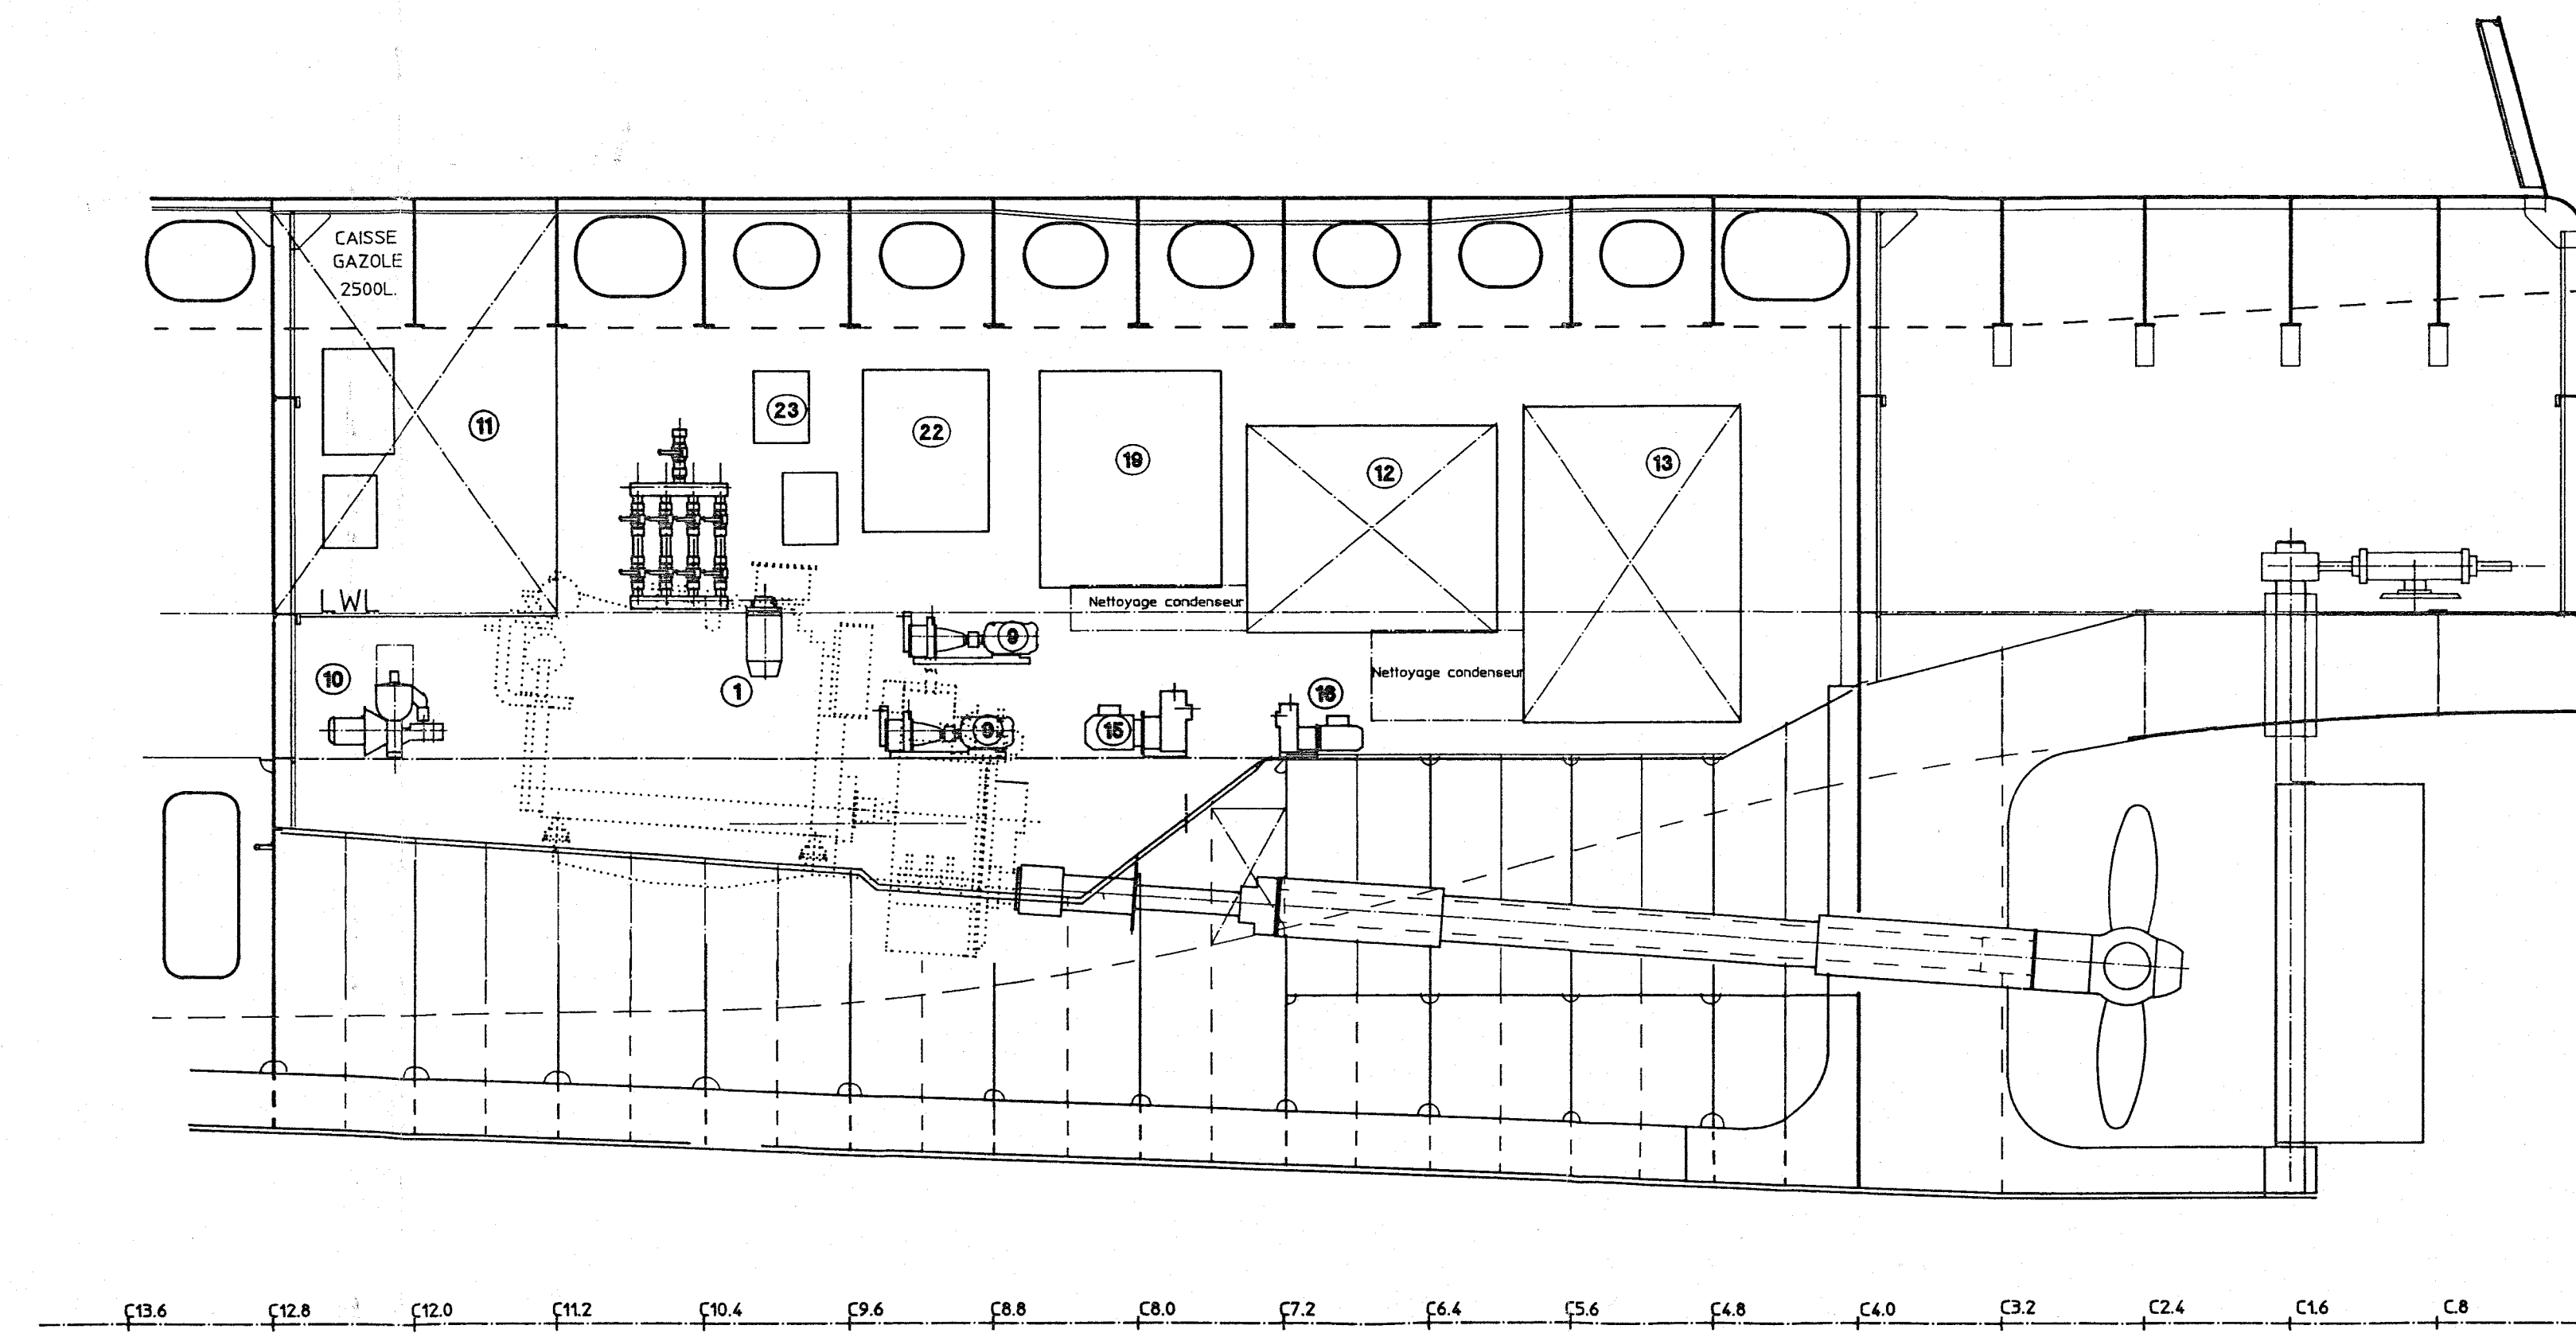 CAISSE
GAZOLE
2500L.
23
11
22
19
13
12
Nettoyage condenseur
LWL
9
Nettoyage condenseur
10
1
16
9
15
C13.6 C12.8 C12.0 C11.2 C10.4 C9.6 C8.8 C8.0 C7.2 C6.4 C5.6 C4.8 C4.0 C3.2 C2.4 C1.6 C.8